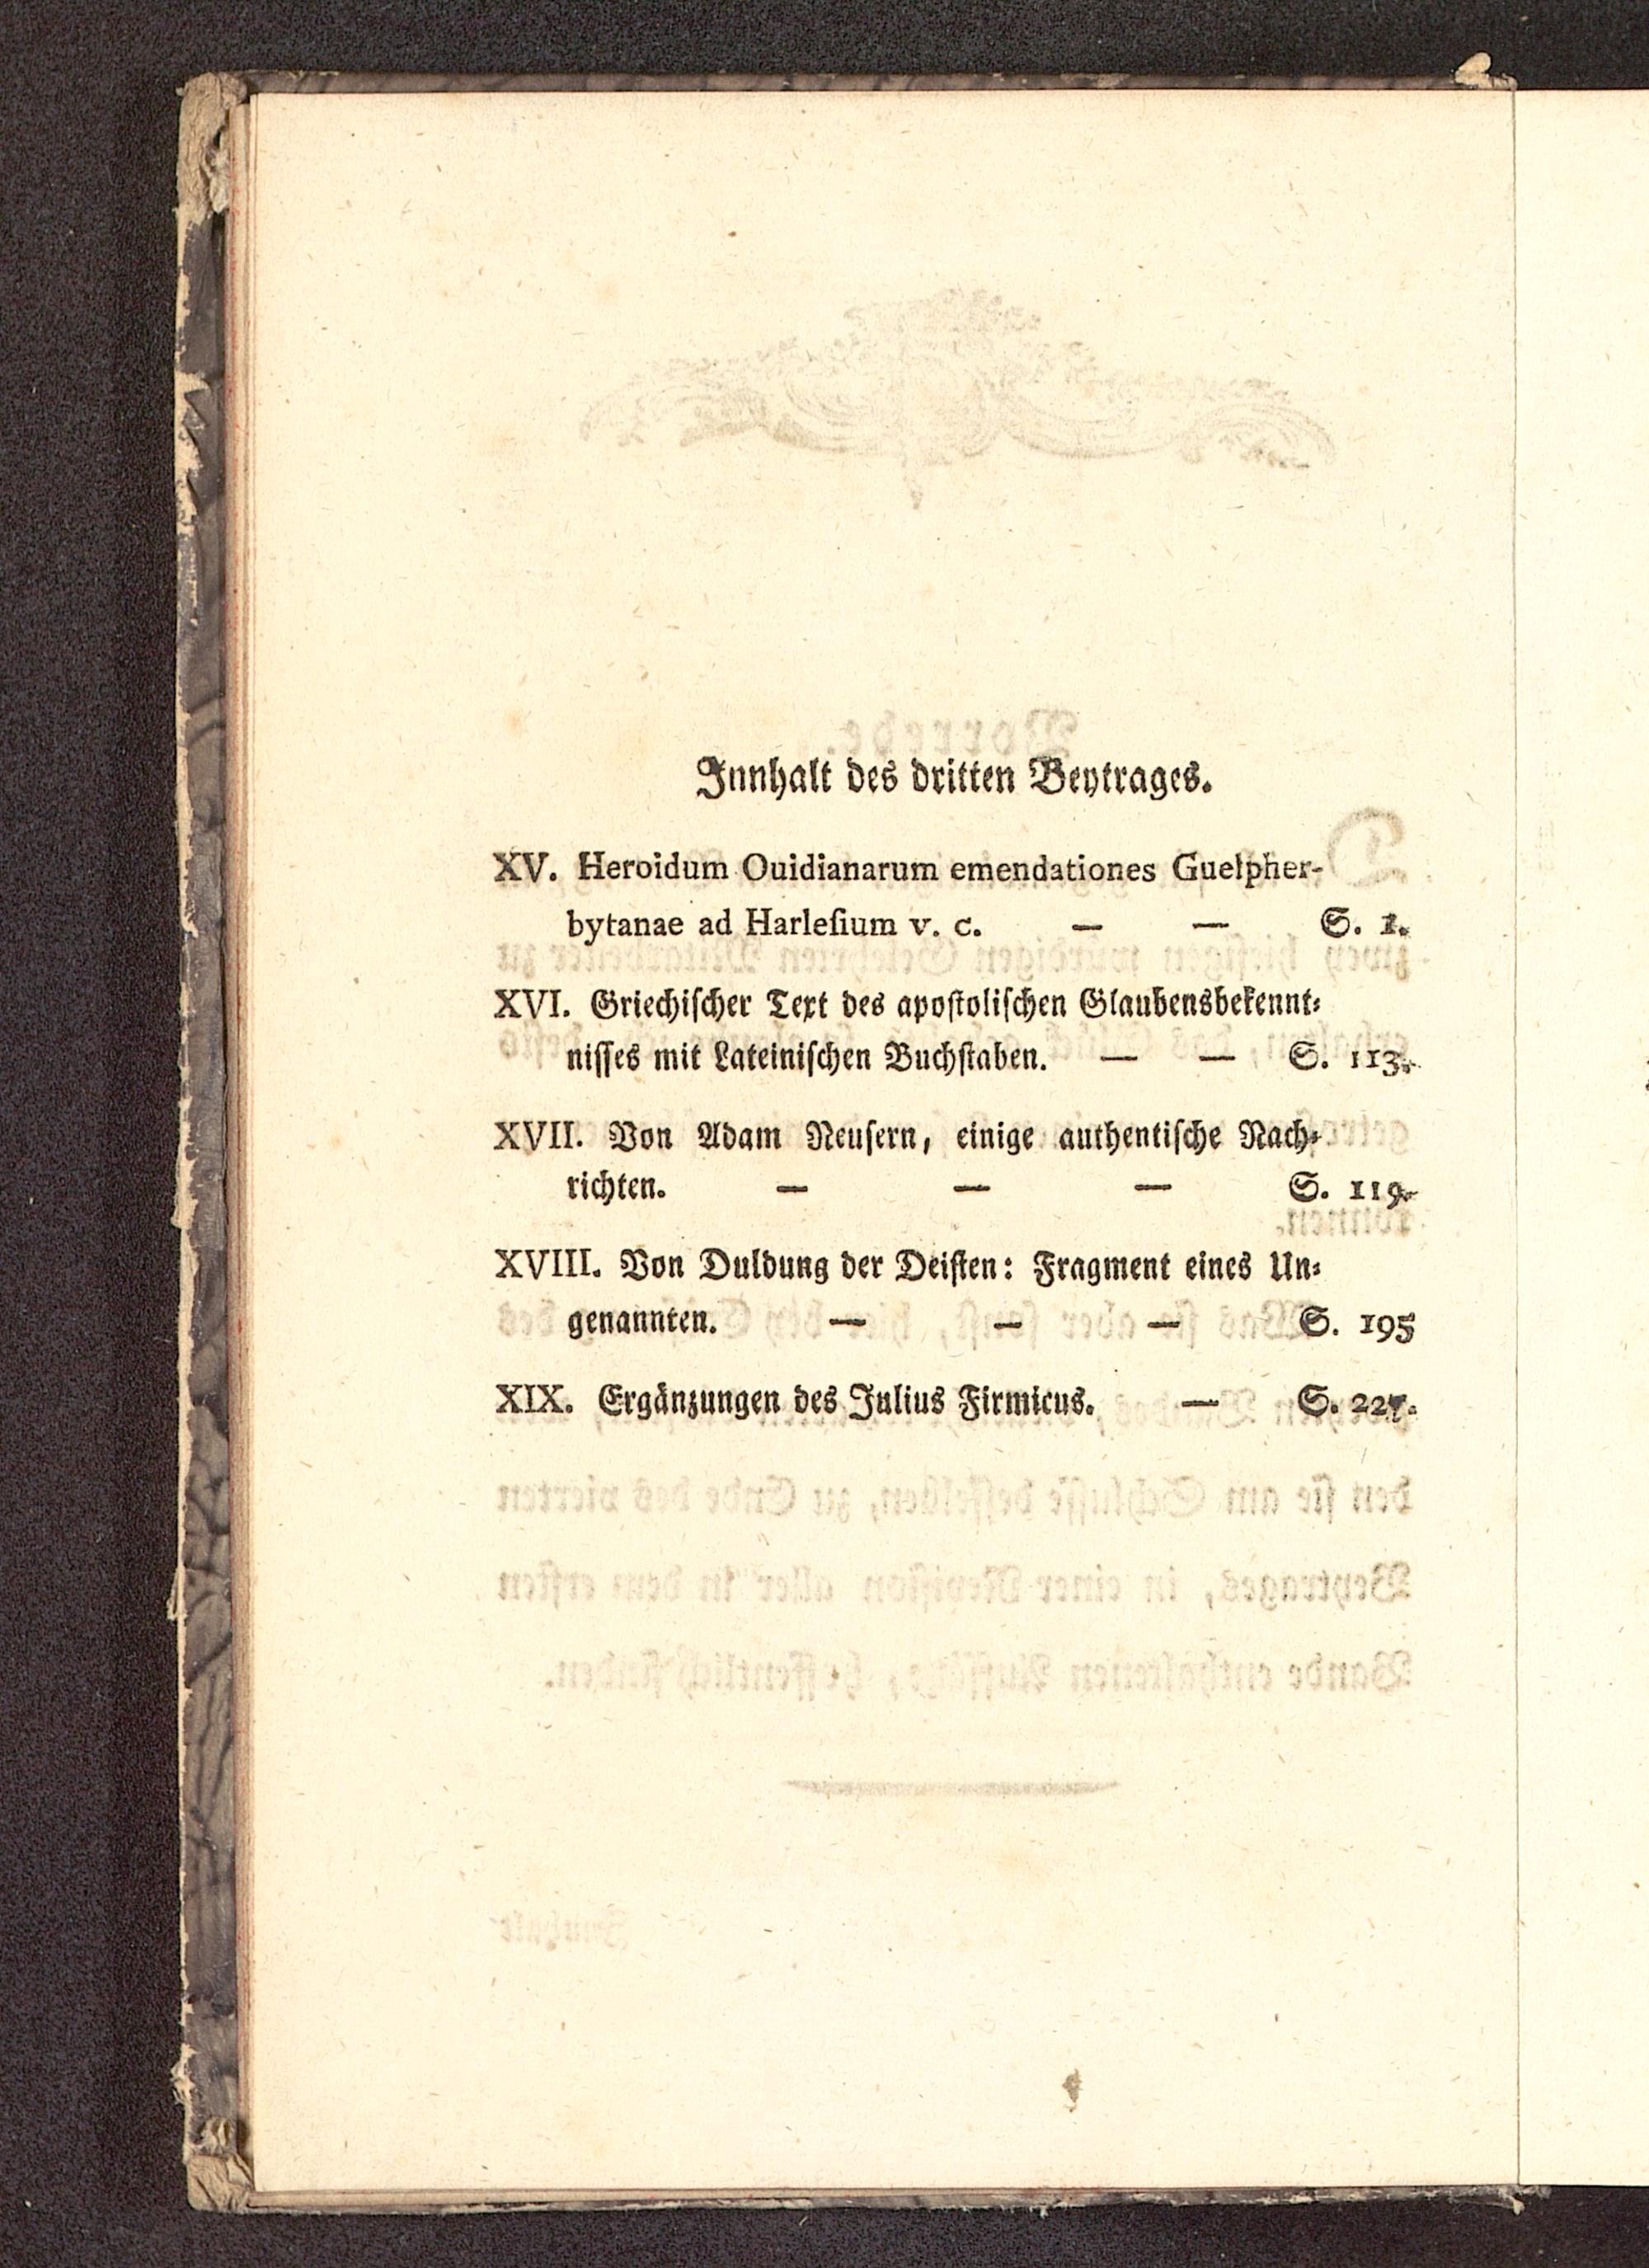 Innhalt des dritten Beytrages.
XV. Heroidum Ouidianarum emendationes Guelpher-
bytanae ad Harleſium v. c. — — S. 1.
XVI. Griechiſcher Text des apoſtoliſchen Glaubensbekennt-
niſſes mit Lateiniſchen Buchſtaben. — — S. 113.
XVII. Von Adam Neuſern, einige authentiſche Nach-
richten. — — — S. 119.
XVIII. Von Duldung der Deiſten: Fragment eines Un-
genannten. — — — S. 195
XIX. Ergänzungen des Julius Firmicus. — S. 227.